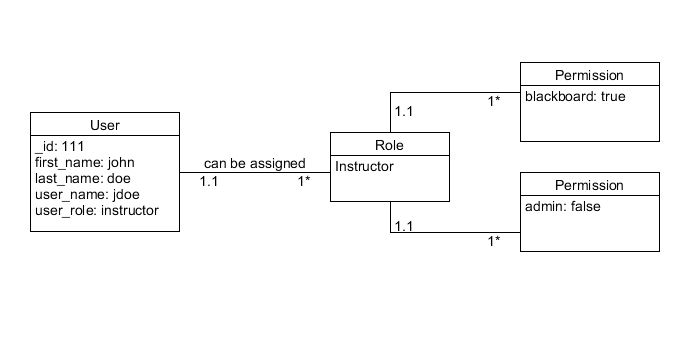 User
_id: 111
first_name: john
last_name: doe
user_name: jdoe
user_role: instructor
can be assigned
1.1
1*
Role
Instructor
1.1
1*
Permission
blackboard: true
1.1
1*
Permission
admin: false